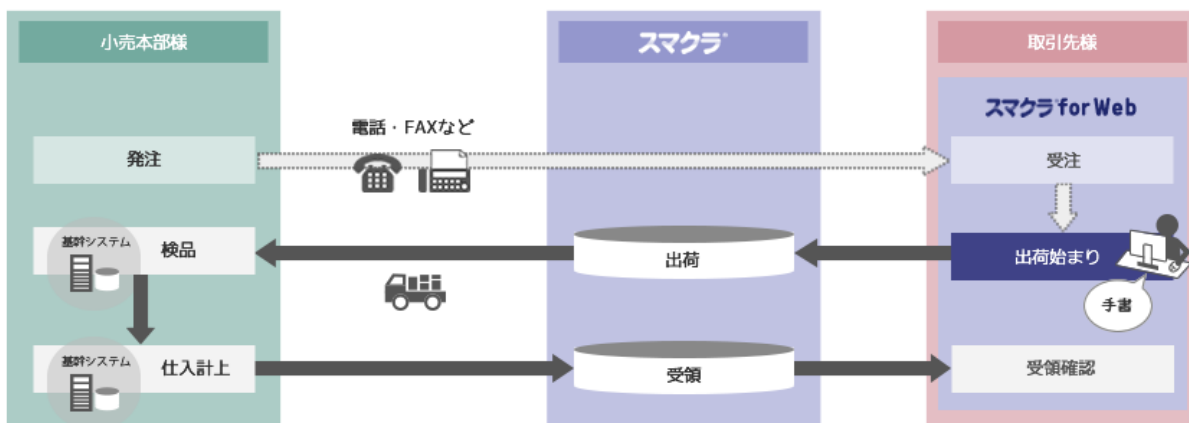 小売本部様
スマクラ®
取引先様
スマクラ® for Web
電話・FAXなど
発注
受注
基幹システム
検品
出荷
出荷始まり
手書
基幹システム
仕入計上
受領
受領確認